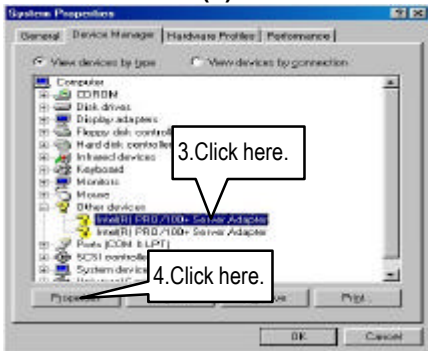 System Properties
General Device Manager Hardware Profiles Performance
View devices by type View devices by connection
Computer
CDROM
Disk drives
Display adapters
Floppy disk control
Hard disk controlle
Infrared devices
Keyboard
Monitors
Mouse
Other devices
Intel(R) PRO/100+ Server Adapter
Intel(R) PRO/100+ Server Adapter
Ports (COM & LPT)
SCSI controlle
System device
3.Click here.
4.Click here.
Print...
OK Cancel